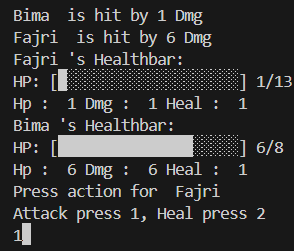 Bima  is hit by 1 Dmg
Fajri  is hit by 6 Dmg
Fajri 's Healthbar:
HP: [█░░░░░░░░░░░░░░░░░░░] 1/13
Hp :  1 Dmg :  1 Heal :  1
Bima 's Healthbar:
HP: [███████████████░░░░░] 6/8
Hp :  6 Dmg :  6 Heal :  1
Press action for  Fajri
Attack press 1, Heal press 2
1